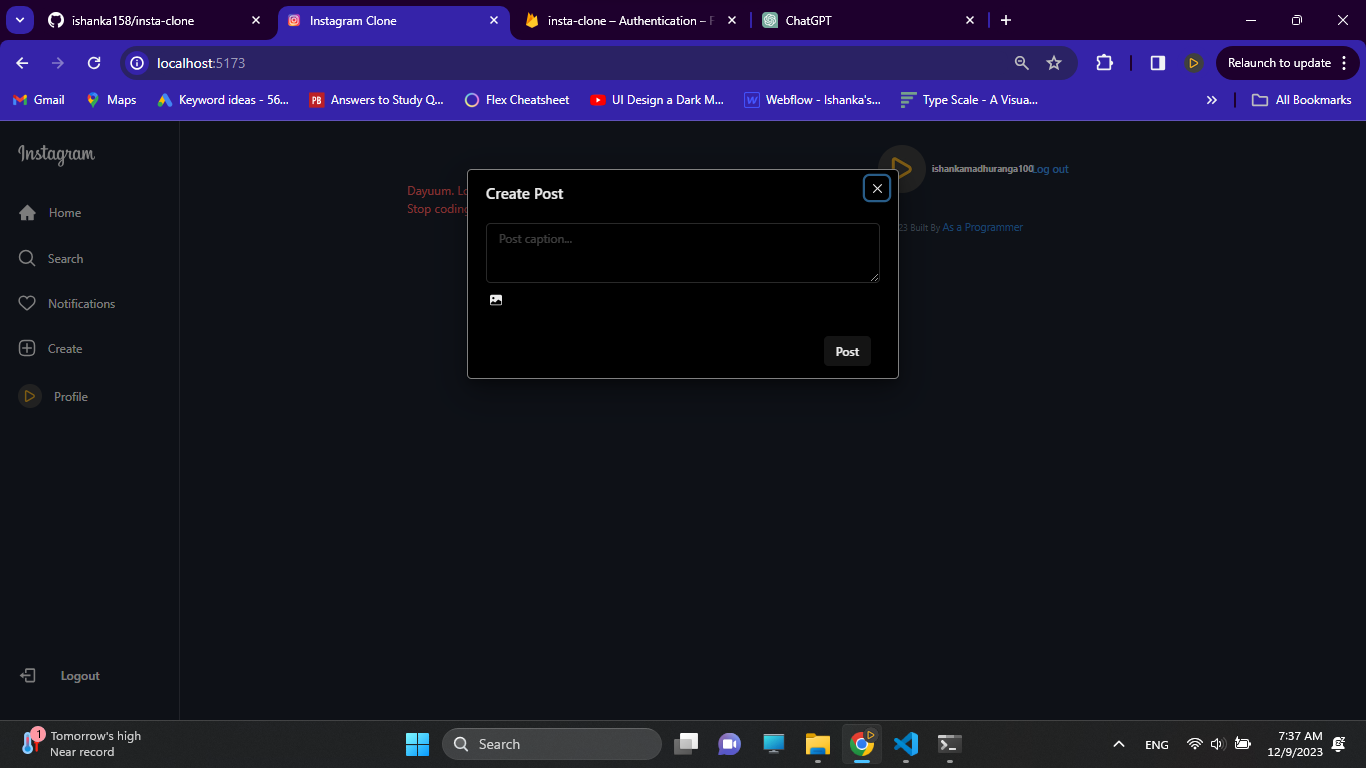 ishanka158/insta-clone
Instagram Clone
insta-clone – Authentication –
ChatGPT
localhost:5173
Relaunch to update
Gmail
Maps
Keyword ideas - 56...
PB
Answers to Study Q...
Flex Cheatsheet
UI Design a Dark M...
W
Webflow - Ishanka's...
Type Scale - A Visua...
»
All Bookmarks
Instagram
Home
Search
Notifications
Create
Profile
Logout
Dayuum.
Stop coding
ishankamadhuranga100
Log out
23 Built By As a Programmer
Create Post
Post caption...
Post
1
Tomorrow's high
Near record
Search
ENG
7:37 AM
12/9/2023